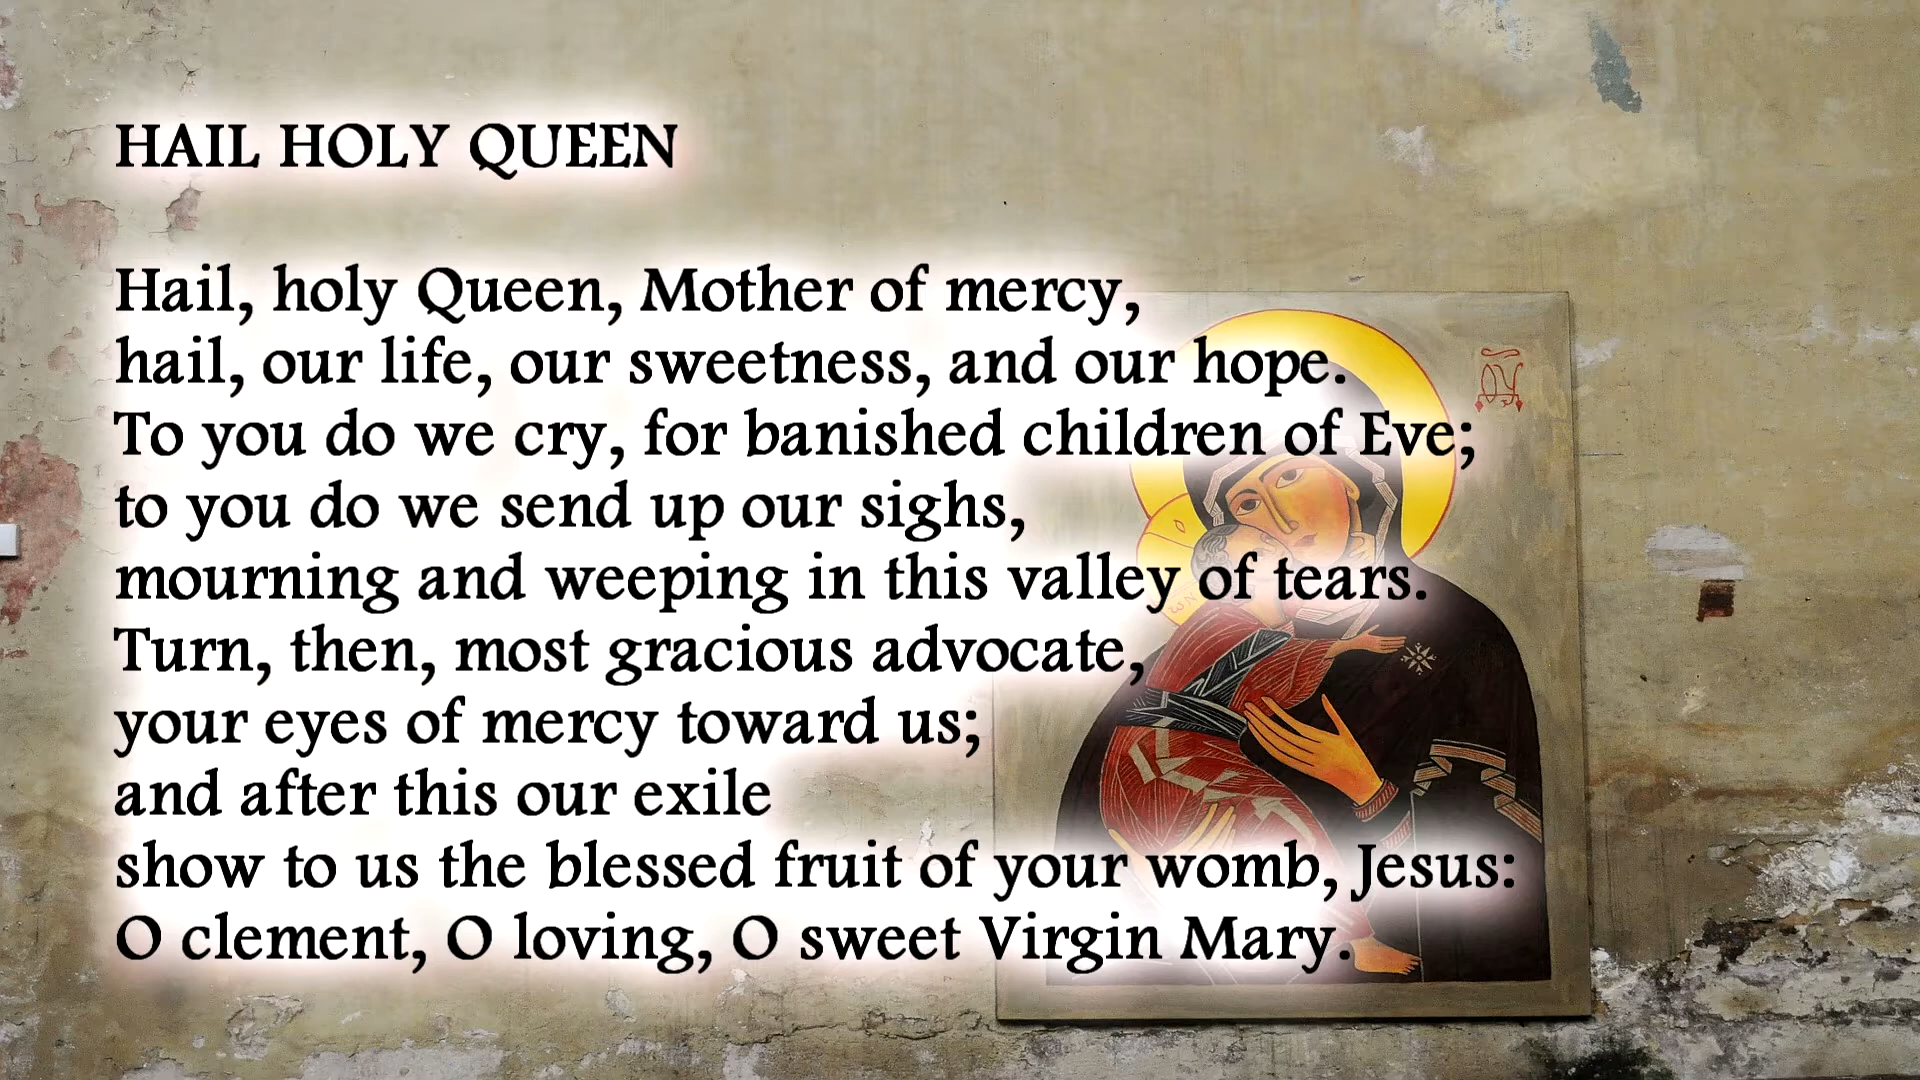 HAIL HOLY QUEEN
Hail, holy Queen, Mother of mercy,
hail, our life, our sweetness, and our hope.
To you do we cry, for banished children of Eve;
to you do we send up our sighs,
mourning and weeping in this valley of tears.
Turn, then, most gracious advocate,
your eyes of mercy toward us;
and after this our exile
show to us the blessed fruit of your womb, Jesus:
O clement, O loving, O sweet Virgin Mary.